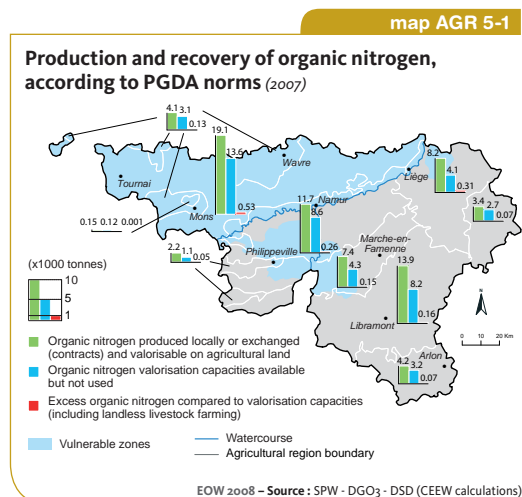 map AGR 5-1
Production and recovery of organic nitrogen,
according to PGDA norms (2007)
4.1 3.1
0.13
19.1
13.6
0.53
Wavre
Tournai
Mons
Liège
8.2
4.1
0.31
3.4 2.7
0.07
11.7
Namur
8.6
0.26
0.15 0.12 0.001
2.2 1.1 0.05
Philippeville
7.4
4.3
0.15
Marche-en-
Famenne
13.9
8.2
0.16
Libramont
Arlon
4.2 3.2
0.07
(x1000 tonnes)
10
5
1
N
0 10 20 Km
Organic nitrogen produced locally or exchanged
(contracts) and valorisable on agricultural land
Organic nitrogen valorisation capacities available
but not used
Excess organic nitrogen compared to valorisation capacities
(including landless livestock farming)
Vulnerable zones
Watercourse
Agricultural region boundary
EOW 2008 – Source : SPW - DGO3 - DSD (CEEW calculations)